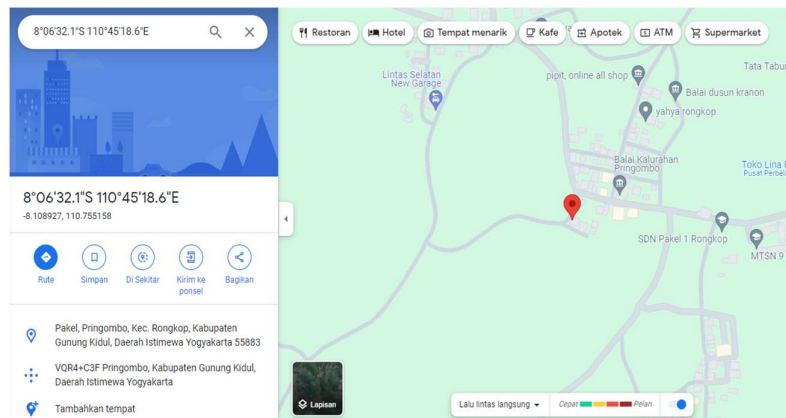 8°06'32.1"S 110°45'18.6"E
8°06'32.1"S 110°45'18.6"E
-8.108927, 110.755158
Rute
Simpan
Di Sekitar
Kirim ke
ponsel
Bagikan
Pakel, Pringombo, Kec. Rongkop, Kabupaten
Gunung Kidul, Daerah Istimewa Yogyakarta 55883
VQR4+C3F Pringombo, Kabupaten Gunung Kidul,
Daerah Istimewa Yogyakarta
Tambahkan tempat
Restoran
Hotel
Tempat menarik
Kafe
Apotek
ATM
Supermarket
Lintas Selatan
New Garage
pipit, online all shop
Tata Tabu
Balai dusun kranon
yahya rongkop
Balai Kalurahan
Pringombo
Toko Lina
Pusat Perbel
SDN Pakel 1 Rongkop
MTSN 9
Lapisan
Lalu lintas langsung
Cepat
Pelan